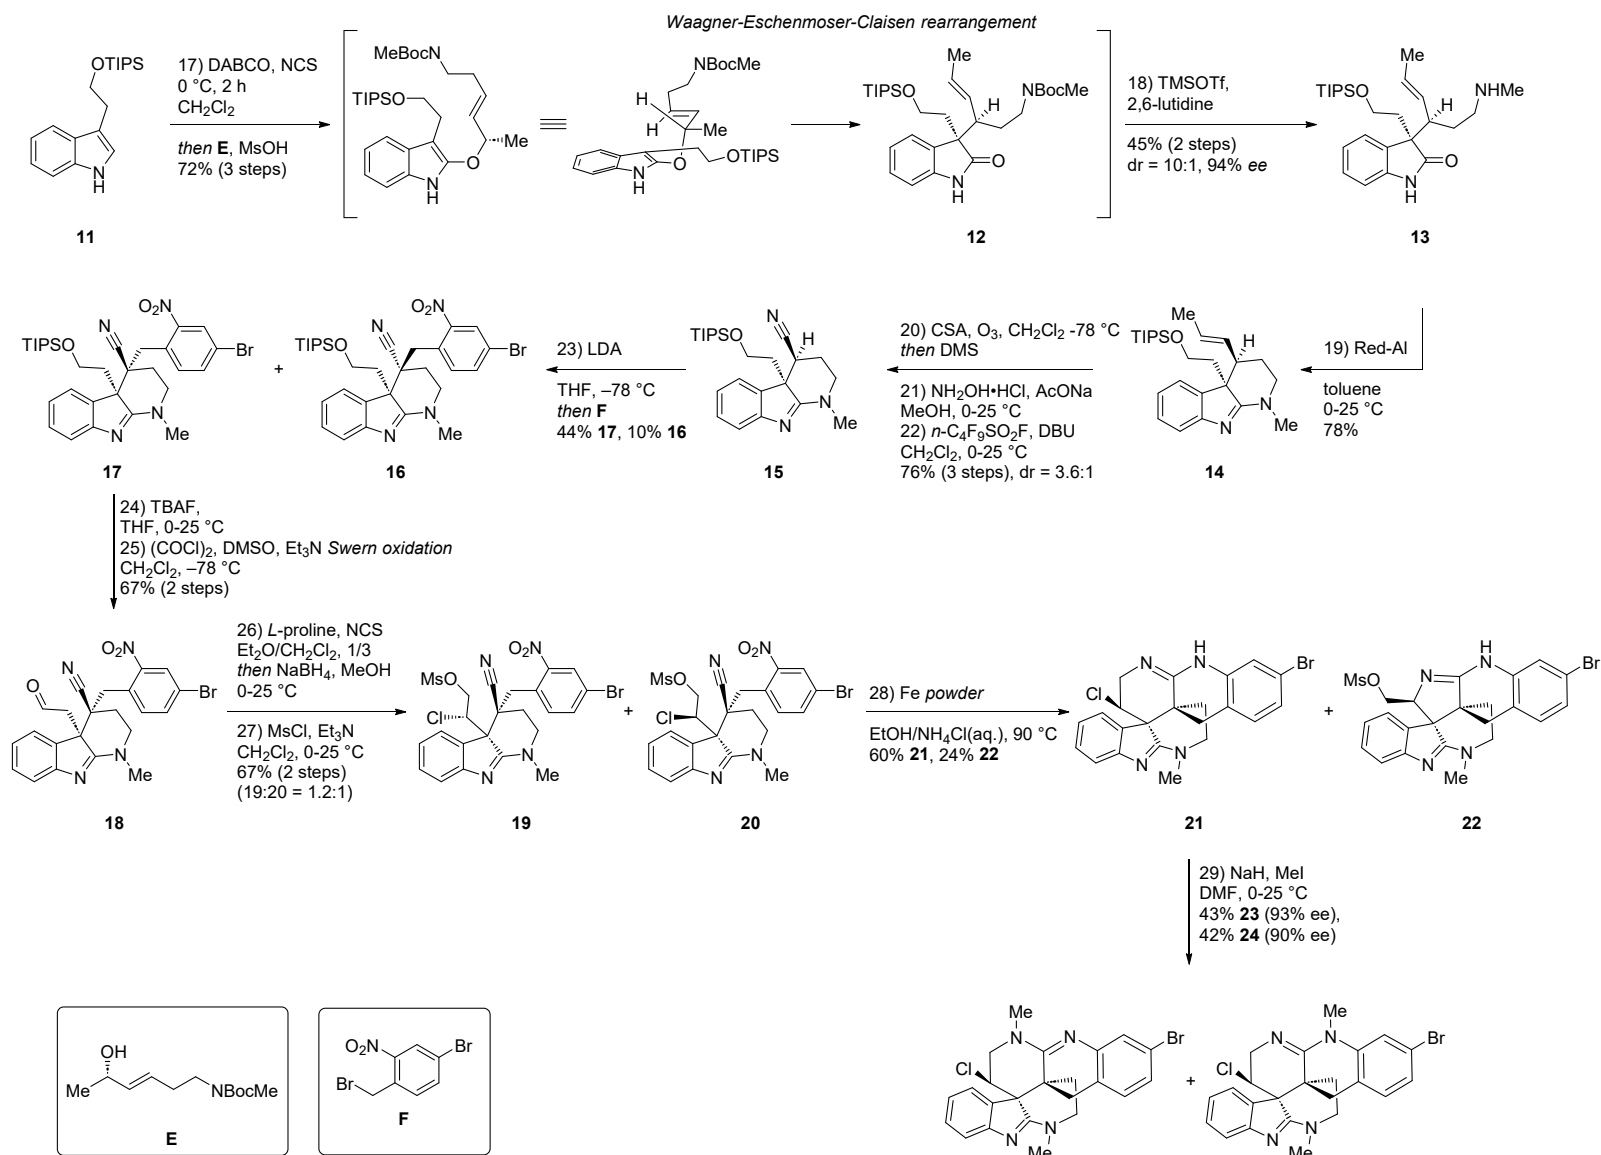 Waagner-Eschenmoser-Claisen rearrangement
OTIPS
N
H
11
17) DABCO, NCS
0 °C, 2 h
CH2Cl2
then E, MsOH
72% (3 steps)
MeBocN
TIPSO
O
Me
N
H
NBocMe
H
H
Me
OTIPS
O
N
H
Me
TIPSO
H
NBocMe
O
N
H
12
18) TMSOTf,
2,6-lutidine
45% (2 steps)
dr = 10:1, 94% ee
Me
TIPSO
H
NHMe
O
N
H
13
O2N
N
TIPSO
Br
N
N
Me
17
+
O2N
N
TIPSO
Br
N
N
Me
16
23) LDA
THF, –78 °C
then F
44% 17, 10% 16
N
H
TIPSO
N
N
Me
15
20) CSA, O3, CH2Cl2 -78 °C
then DMS
21) NH2OH•HCl, AcONa
MeOH, 0-25 °C
22) n-C4F9SO2F, DBU
CH2Cl2, 0-25 °C
76% (3 steps), dr = 3.6:1
Me
TIPSO
H
N
N
Me
14
19) Red-Al
toluene
0-25 °C
78%
24) TBAF,
THF, 0-25 °C
25) (COCl)2, DMSO, Et3N Swern oxidation
CH2Cl2, –78 °C
67% (2 steps)
O2N
N
O
Br
N
N
Me
18
26) L-proline, NCS
Et2O/CH2Cl2, 1/3
then NaBH4, MeOH
0-25 °C
27) MsCl, Et3N
CH2Cl2, 0-25 °C
67% (2 steps)
(19:20 = 1.2:1)
O2N
N
MsO
Br
Cl
N
N
Me
19
+
O2N
N
MsO
Br
Cl
N
N
Me
20
28) Fe powder
EtOH/NH4Cl(aq.), 90 °C
60% 21, 24% 22
H
N
N
Br
Cl
N
N
Me
21
+
H
N
N
Br
MsO
N
N
Me
22
29) NaH, MeI
DMF, 0-25 °C
43% 23 (93% ee),
42% 24 (90% ee)
OH
Me
NBocMe
E
O2N
Br
Br
F
Me
N
N
Br
Cl
N
N
Me
+
Me
N
N
Br
Cl
N
N
Me